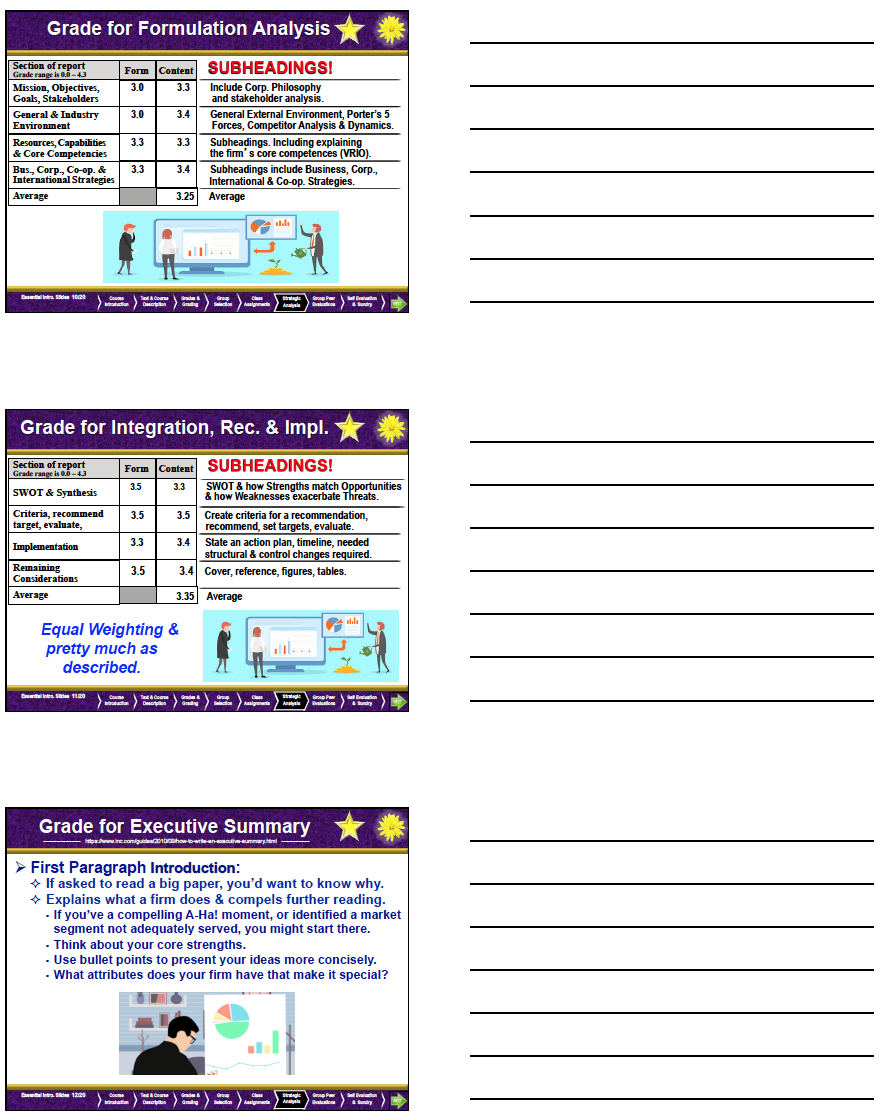 Grade for Formulation Analysis
Section of report Form Content SUBHEADINGS!
Grade range is 0.0 – 4.3
Mission, Objectives, 3.0 3.3 Include Corp. Philosophy
Goals, Stakeholders and stakeholder analysis.
General & Industry 3.0 3.4 General External Environment, Porter's 5
Environment Forces, Competitor Analysis & Dynamics.
Resources, Capabilities 3.3 3.3 Subheadings. Including explaining
& Core Competencies the firm's core competences (VRIO).
Bus., Corp., Co-op. & 3.3 3.4 Subheadings include Business, Corp.,
International Strategies International & Co-op. Strategies.
Average 3.25 Average
Essential Intro. Slides 10/20 Course Text & Course Grades & Group Class Strategic Group Peer Self Evaluation NEXT
Introduction Description Grading Selection Assignments Analysis Evaluations & Sundry
Grade for Integration, Rec. & Impl.
Section of report Form Content SUBHEADINGS!
Grade range is 0.0 – 4.3
SWOT & Synthesis 3.5 3.3 SWOT & how Strengths match Opportunities
& how Weaknesses exacerbate Threats.
Criteria, recommend 3.5 3.5 Create criteria for a recommendation,
target, evaluate, recommend, set targets, evaluate.
Implementation 3.3 3.4 State an action plan, timeline, needed
structural & control changes required.
Remaining 3.5 3.4 Cover, reference, figures, tables.
Considerations
Average 3.35 Average
Equal Weighting &
pretty much as
described.
Essential Intro. Slides 11/20 Course Text & Course Grades & Group Class Strategic Group Peer Self Evaluation NEXT
Introduction Description Grading Selection Assignments Analysis Evaluations & Sundry
Grade for Executive Summary
https://www.inc.com/guides/2010/09/how-to-write-an-executive-summary.html
➢ First Paragraph Introduction:
✧ If asked to read a big paper, you'd want to know why.
✧ Explains what a firm does & compels further reading.
• If you've a compelling A-Ha! moment, or identified a market
segment not adequately served, you might start there.
• Think about your core strengths.
• Use bullet points to present your ideas more concisely.
• What attributes does your firm have that make it special?
Essential Intro. Slides 12/20 Course Text & Course Grades & Group Class Strategic Group Peer Self Evaluation NEXT
Introduction Description Grading Selection Assignments Analysis Evaluations & Sundry